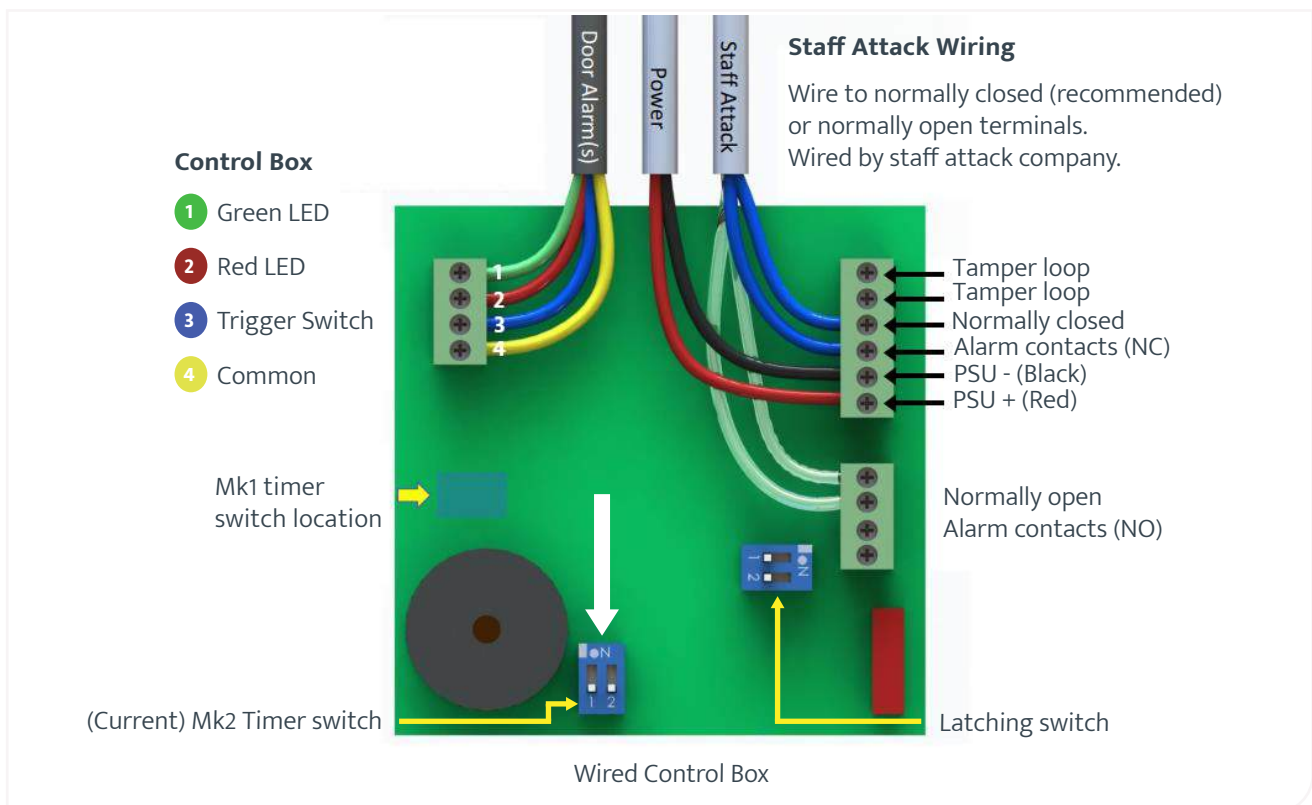 Door Alarm(s)
Power
Staff Attack
Staff Attack Wiring
Wire to normally closed (recommended)
or normally open terminals.
Wired by staff attack company.
Control Box
1 Green LED
2 Red LED
3 Trigger Switch
4 Common
1
2
3
4
Tamper loop
Tamper loop
Normally closed
Alarm contacts (NC)
PSU - (Black)
PSU + (Red)
Mk1 timer
switch location
Normally open
Alarm contacts (NO)
1
2
ON
ON
1 2
(Current) Mk2 Timer switch
Latching switch
Wired Control Box